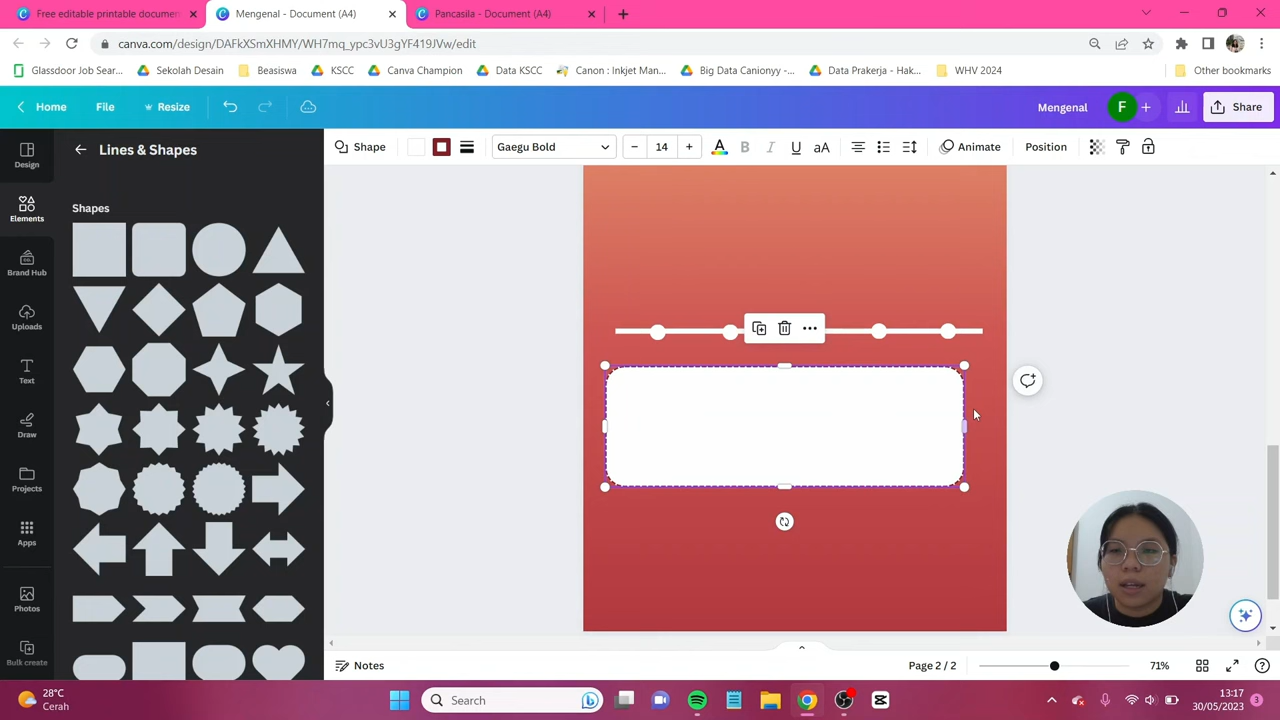 Free editable printable documen
Mengenal - Document (A4)
Pancasila - Document (A4)
canva.com/design/DAFkXSmXHMY/WH7mq_ypc3vU3gYF419JVw/edit
Glassdoor Job Sear...
Sekolah Desain
Beasiswa
KSCC
Canva Champion
Data KSCC
Canon : Inkjet Man...
Big Data Canionyy -...
Data Prakerja - Hak...
WHV 2024
Other bookmarks
Home
File
Resize
Mengenal
F
Share
Design
Elements
Brand Hub
Uploads
Text
Draw
Projects
Apps
Photos
Bulk create
Lines & Shapes
Shapes
Shape
Gaegu Bold
14
A
B
I
U
aA
Animate
Position
Notes
Page 2 / 2
71%
28°C
Cerah
Search
13:17
30/05/2023
3